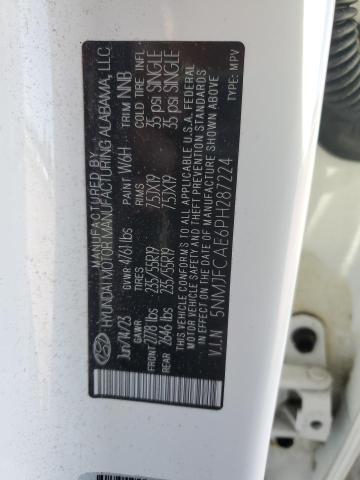 MANUFACTURED BY
HYUNDAI MOTOR MANUFACTURING ALABAMA, LLC.
Jun/14/23 GVWR 4761 lbs PAINT W6H TRIM NNB
GAWR TIRES RIMS COLD TIRE INFL
FRONT 2778 lbs 235/55R19 7.5JX19 35 psi SINGLE
REAR 2646 lbs 235/55R19 7.5JX19 35 psi SINGLE
THIS VEHICLE CONFORMS TO ALL APPLICABLE U.S.A. FEDERAL
MOTOR VEHICLE SAFETY, BUMPER, AND THEFT PREVENTION STANDARDS
IN EFFECT ON THE DATE OF MANUFACTURE SHOWN ABOVE
V.I.N 5NMJFCAE6PH287224 TYPE: MPV